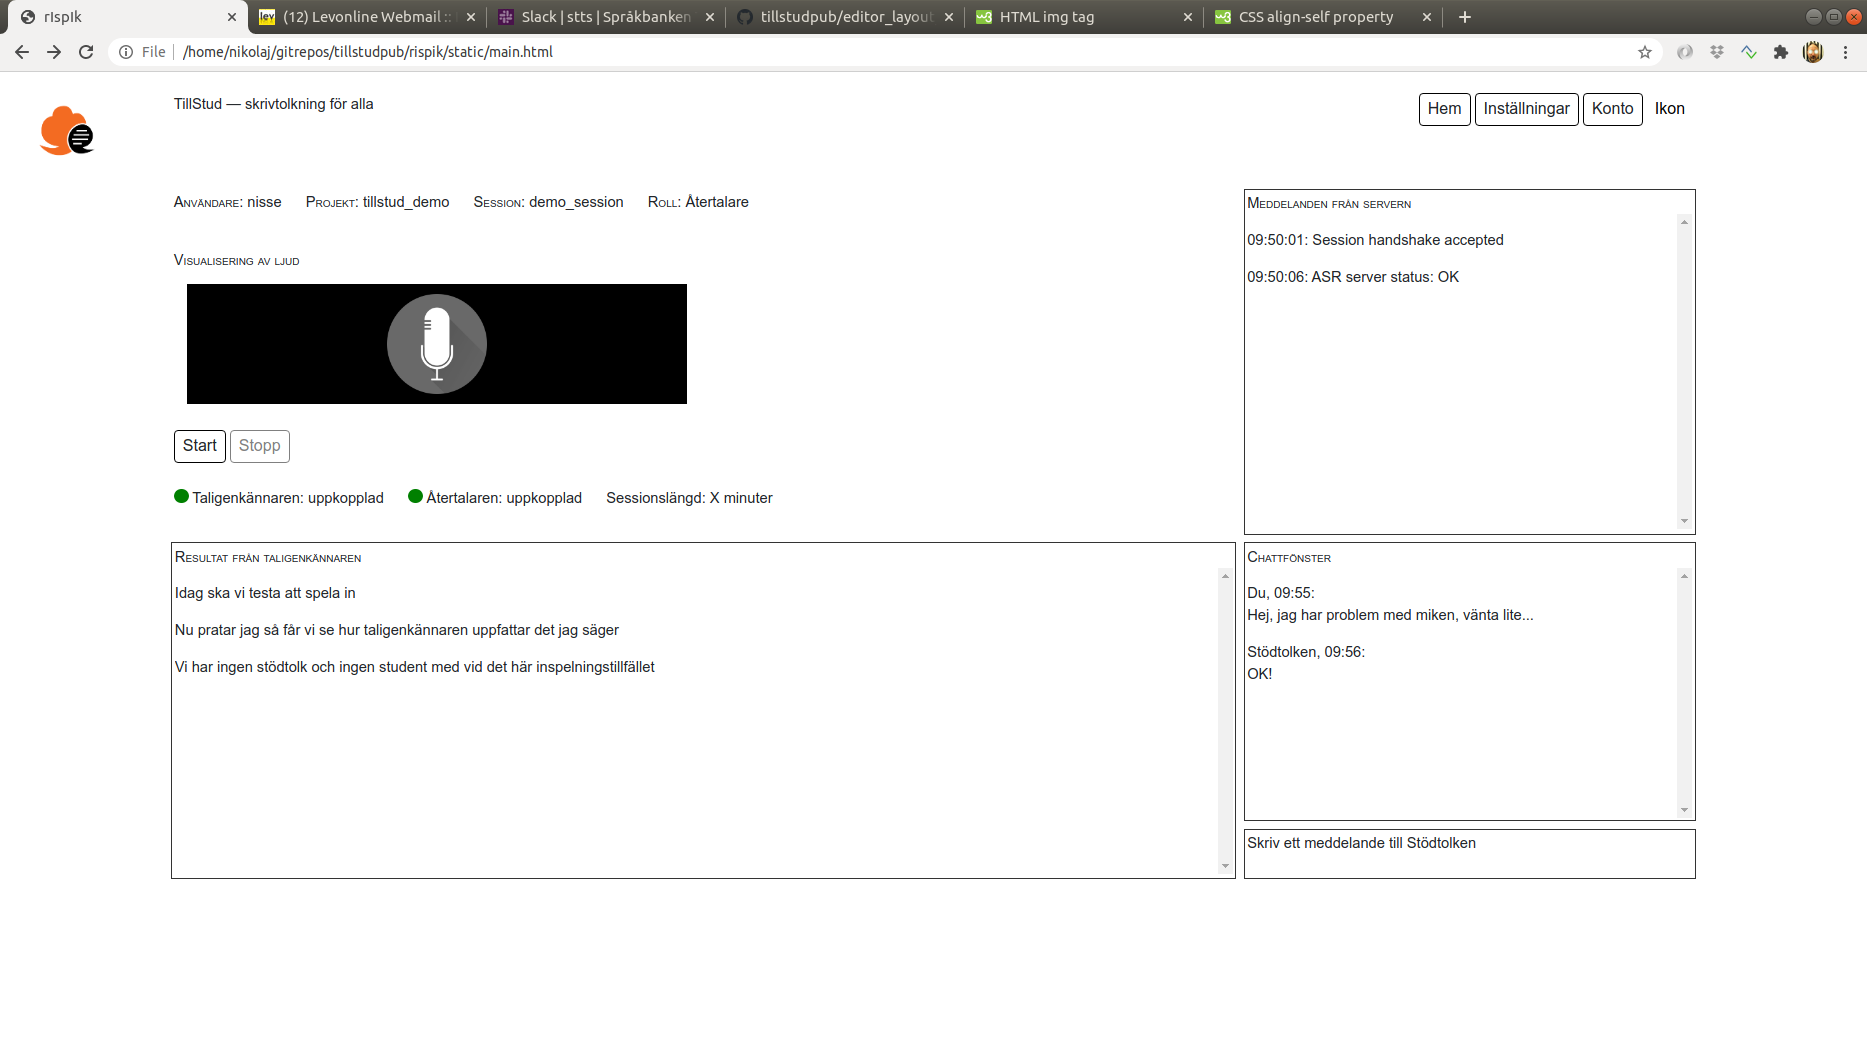 rIspIk
lev (12) Levonline Webmail ::
Slack | stts | Språkbanken
tillstudpub/editor_layout
HTML img tag
CSS align-self property
File /home/nikolaj/gitrepos/tillstudpub/rispik/static/main.html
TillStud — skrivtolkning för alla
Hem Inställningar Konto Ikon
Användare: nisse Projekt: tillstud_demo Session: demo_session Roll: Återtalare
Visualisering av ljud
Start Stopp
Taligenkännaren: uppkopplad Återtalaren: uppkopplad Sessionslängd: X minuter
Meddelanden från servern
09:50:01: Session handshake accepted
09:50:06: ASR server status: OK
Resultat från taligenkännaren
Idag ska vi testa att spela in
Nu pratar jag så får vi se hur taligenkännaren uppfattar det jag säger
Vi har ingen stödtolk och ingen student med vid det här inspelningstillfället
Chattfönster
Du, 09:55:
Hej, jag har problem med miken, vänta lite...
Stödtolken, 09:56:
OK!
Skriv ett meddelande till Stödtolken